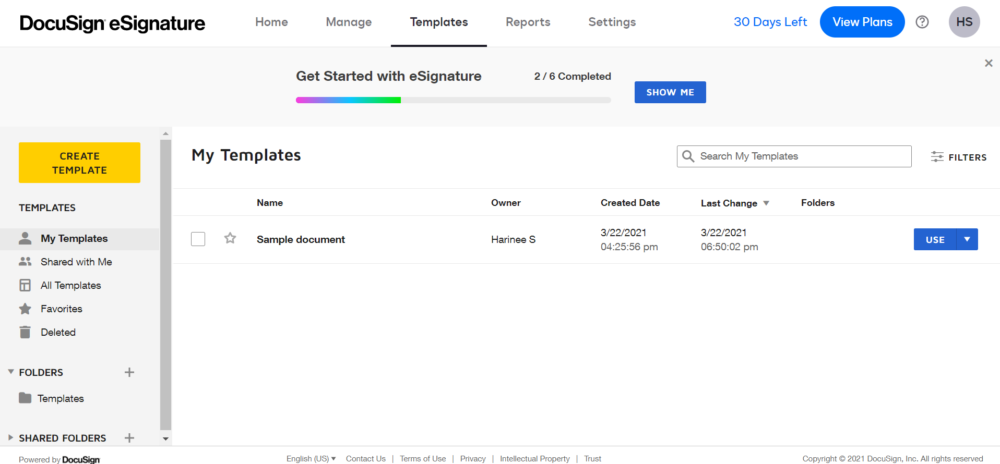 DocuSign eSignature Home Manage Templates Reports Settings 30 Days Left View Plans ? HS
Get Started with eSignature 2 / 6 Completed
SHOW ME
CREATE
TEMPLATE
TEMPLATES
My Templates
Shared with Me
All Templates
Favorites
Deleted
FOLDERS
Templates
SHARED FOLDERS
My Templates
Search My Templates
FILTERS
Name Owner Created Date Last Change Folders
Sample document Harinee S 3/22/2021 3/22/2021 USE
04:25:56 pm 06:50:02 pm
Powered by DocuSign English (US) Contact Us | Terms of Use | Privacy | Intellectual Property | Trust Copyright © 2021 DocuSign, Inc. All rights reserved